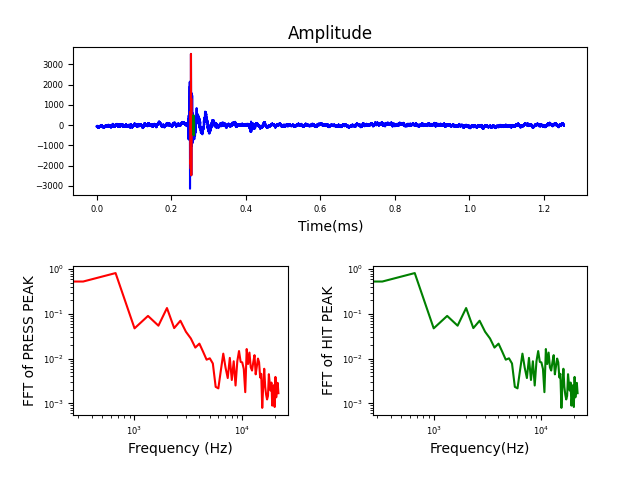 Amplitude
3000
2000
1000
0
−1000
−2000
−3000
0.0 0.2 0.4 0.6 0.8 1.0 1.2
Time(ms)
FFT of PRESS PEAK
10⁰
10⁻¹
10⁻²
10⁻³
10³ 10⁴
Frequency (Hz)
FFT of HIT PEAK
10⁰
10⁻¹
10⁻²
10⁻³
10³ 10⁴
Frequency(Hz)